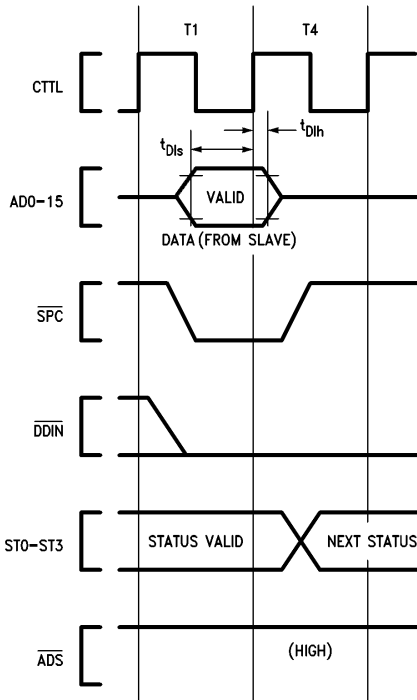 T1 T4
CTTL
tDIs tDIh
AD0-15 VALID
DATA (FROM SLAVE)
SPC
DDIN
ST0-ST3 STATUS VALID NEXT STATUS
ADS (HIGH)